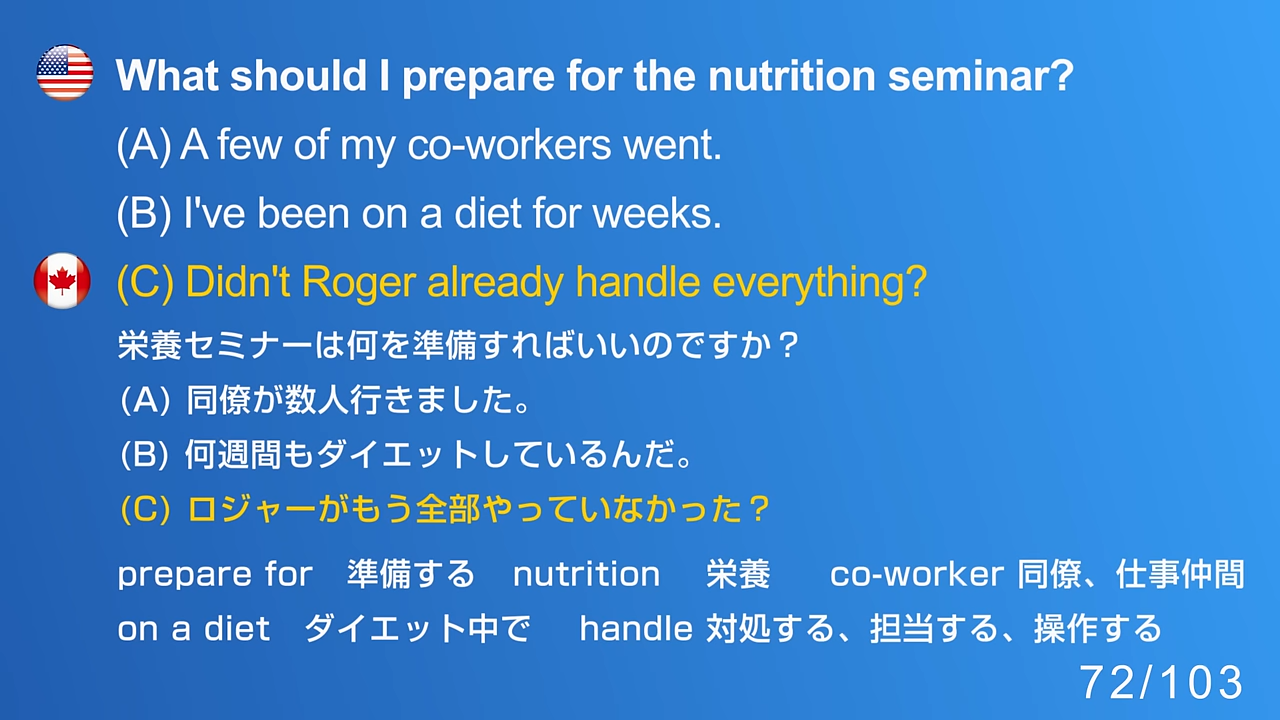 What should I prepare for the nutrition seminar?
(A) A few of my co-workers went.
(B) I've been on a diet for weeks.
(C) Didn't Roger already handle everything?
栄養セミナーは何を準備すればいいのですか？
(A) 同僚が数人行きました。
(B) 何週間もダイエットしているんだ。
(C) ロジャーがもう全部やっていなかった？
prepare for 準備する nutrition 栄養 co-worker 同僚、仕事仲間
on a diet ダイエット中で handle 対処する、担当する、操作する
72/103